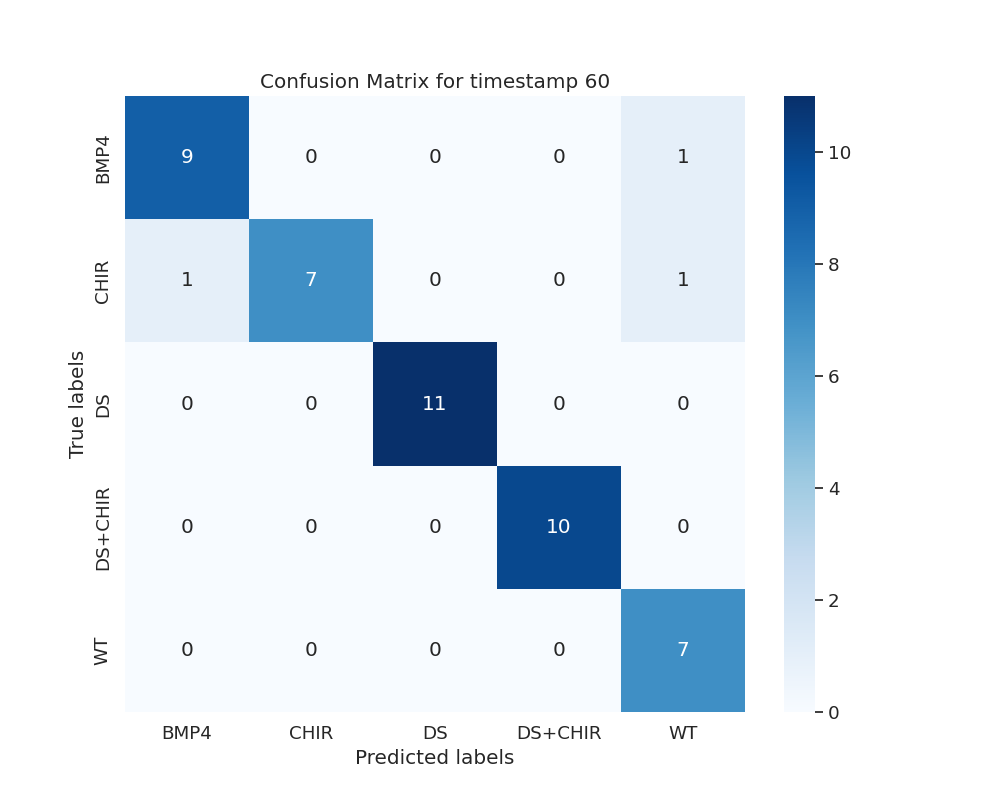 Confusion Matrix for timestamp 60
True labels
BMP4 9 0 0 0 1
CHIR 1 7 0 0 1
DS 0 0 11 0 0
DS+CHIR 0 0 0 10 0
WT 0 0 0 0 7
BMP4 CHIR DS DS+CHIR WT
Predicted labels
10
8
6
4
2
0